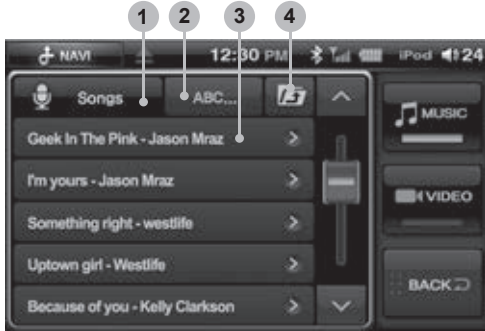 1 2 3 4
NAVI 12:30 PM iPod 24
Songs ABC...
MUSIC
Geek In The Pink - Jason Mraz
I'm yours - Jason Mraz
VIDEO
Something right - westlife
Uptown girl - Westlife
BACK
Because of you - Kelly Clarkson